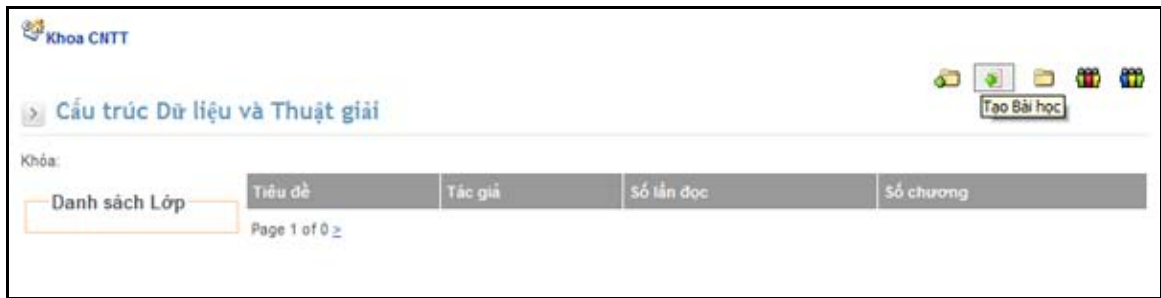 Khoa CNTT
Tạo Bài học
Cấu trúc Dữ liệu và Thuật giải
Khóa:
Danh sách Lớp
Tiêu đề Tác giả Số lần đọc Số chương
Page 1 of 0 >